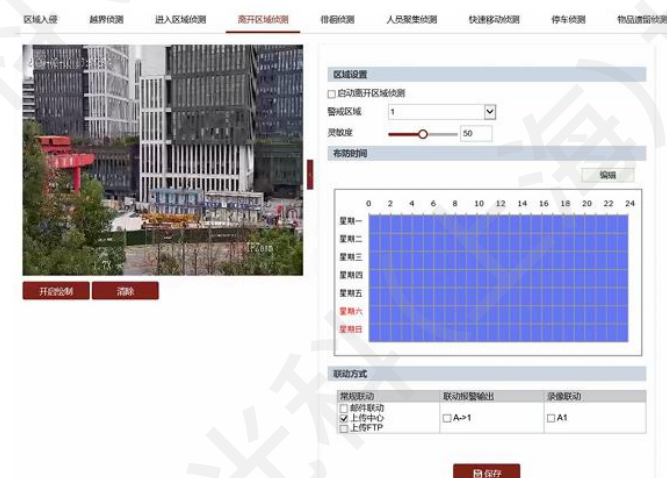 区域入侵 越界侦测 进入区域侦测 离开区域侦测 徘徊侦测 人员聚集侦测 快速移动侦测 停车侦测 物品遗留侦测
区域设置
启动离开区域侦测
警戒区域 1
灵敏度 50
布防时间
编辑
0 2 4 6 8 10 12 14 16 18 20 22 24
星期一
星期二
星期三
星期四
星期五
星期六
星期日
开启绘制 清除
联动方式
常规联动 联动报警输出 录像联动
邮件联动
上传中心 A->1 A1
上传FTP
保存